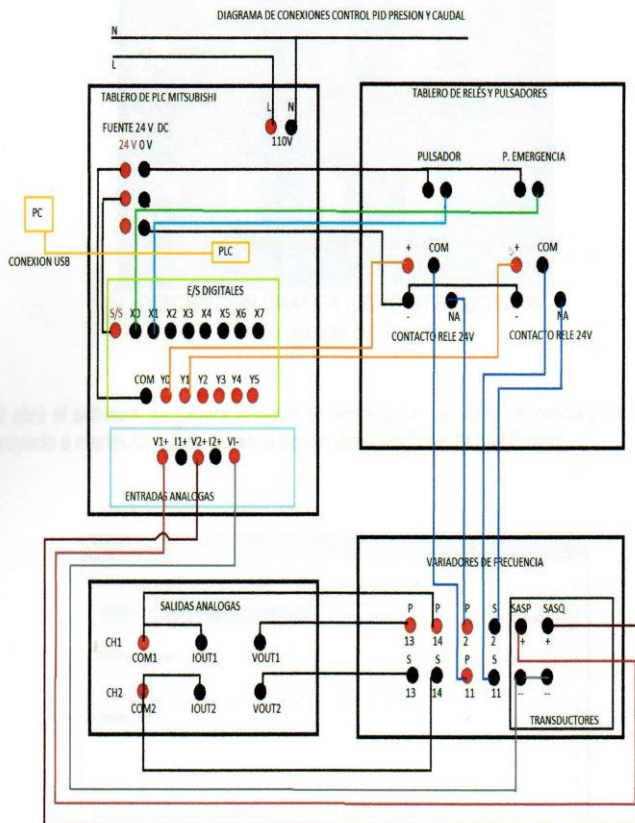 DIAGRAMA DE CONEXIONES CONTROL PID PRESION Y CAUDAL
N
L
TABLERO DE PLC MITSUBISHI
L N
110V
FUENTE 24 V DC
24 V 0 V
PC
CONEXION USB
PLC
E/S DIGITALES
S/S X0 X1 X2 X3 X4 X5 X6 X7
COM Y0 Y1 Y2 Y3 Y4 Y5
V1+ I1+ V2+ I2+ VI-
ENTRADAS ANALOGAS
TABLERO DE RELÉS Y PULSADORES
PULSADOR P. EMERGENCIA
+ COM + COM
- NA - NA
CONTACTO RELE 24V CONTACTO RELE 24V
SALIDAS ANALOGAS
CH1
COM1 IOUT1 VOUT1
CH2
COM2 IOUT2 VOUT2
VARIADORES DE FRECUENCIA
P P P S SASP SASQ
13 14 2 2 + +
S S P S
13 14 11 11 -- --
TRANSDUCTORES